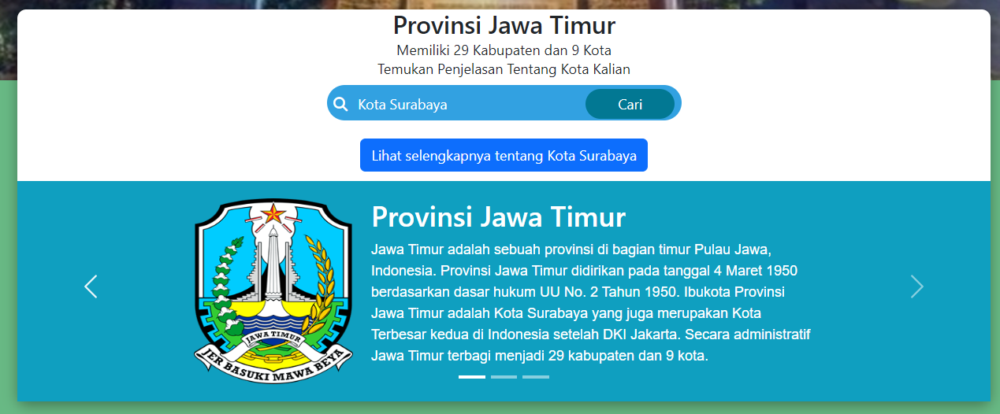 Provinsi Jawa Timur
Memiliki 29 Kabupaten dan 9 Kota
Temukan Penjelasan Tentang Kota Kalian
Kota Surabaya
Cari
Lihat selengkapnya tentang Kota Surabaya
Provinsi Jawa Timur
Jawa Timur adalah sebuah provinsi di bagian timur Pulau Jawa,
Indonesia. Provinsi Jawa Timur didirikan pada tanggal 4 Maret 1950
berdasarkan dasar hukum UU No. 2 Tahun 1950. Ibukota Provinsi
Jawa Timur adalah Kota Surabaya yang juga merupakan Kota
Terbesar kedua di Indonesia setelah DKI Jakarta. Secara administratif
Jawa Timur terbagi menjadi 29 kabupaten dan 9 kota.
JAWA TIMUR
JER BASUKI MAWA BEYA